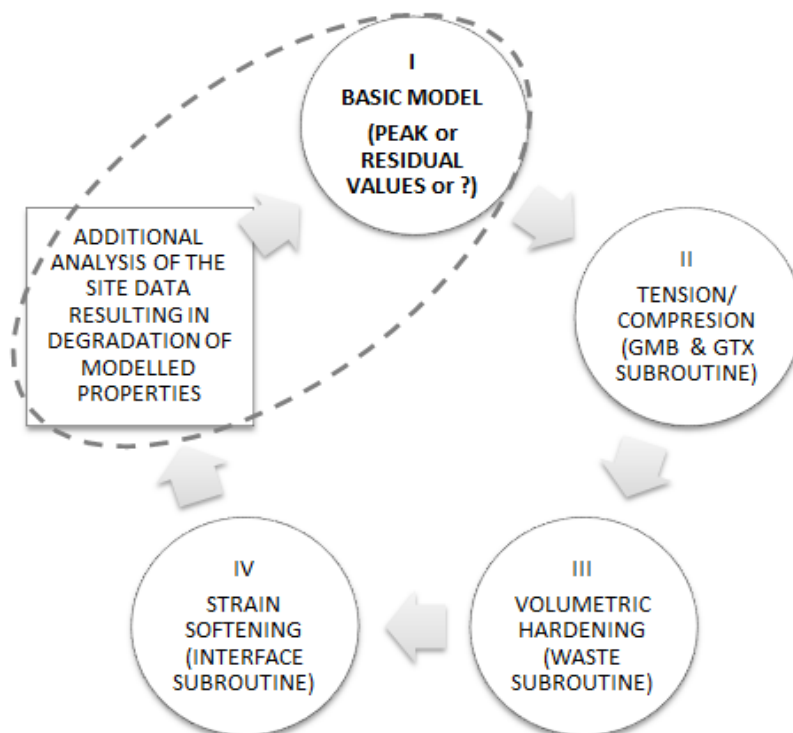 I
BASIC MODEL
(PEAK or
RESIDUAL
VALUES or ?)
II
TENSION/
COMPRESION
(GMB & GTX
SUBROUTINE)
III
VOLUMETRIC
HARDENING
(WASTE
SUBROUTINE)
IV
STRAIN
SOFTENING
(INTERFACE
SUBROUTINE)
ADDITIONAL
ANALYSIS OF THE
SITE DATA
RESULTING IN
DEGRADATION OF
MODELLED
PROPERTIES